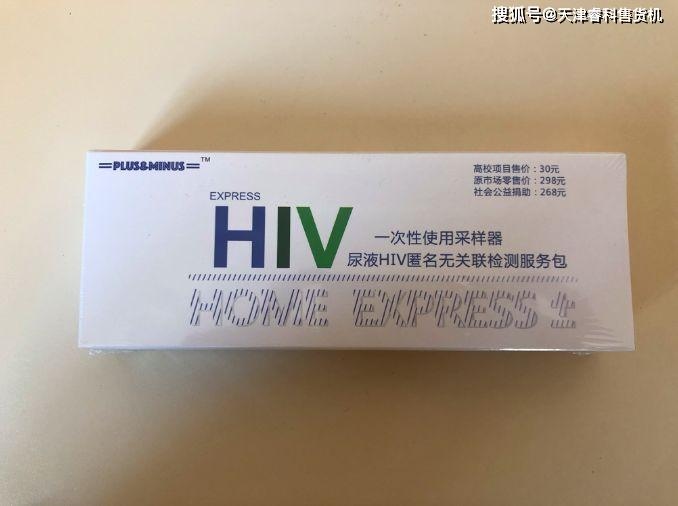 搜狐号@天津睿科售货机
PLUS&MINUS™
高校项目售价：30元
原市场零售价：298元
社会公益捐助：268元
EXPRESS
HIV
一次性使用采样器
尿液HIV匿名无关联检测服务包
HOME EXPRESS ±